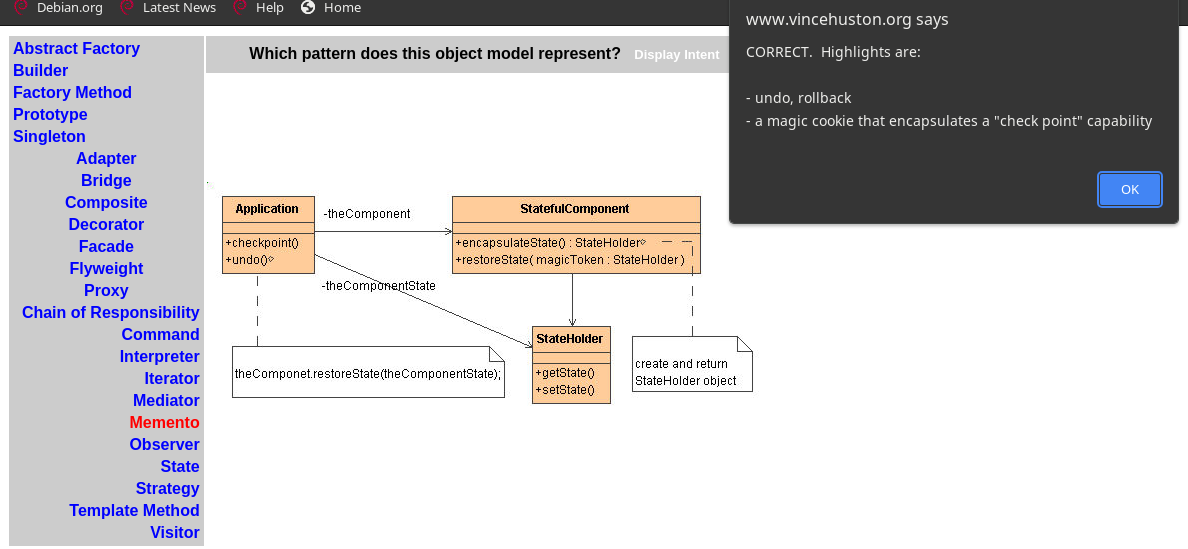 Debian.org
Latest News
Help
Home
www.vincehuston.org says
CORRECT.  Highlights are:
- undo, rollback
- a magic cookie that encapsulates a "check point" capability
OK
Which pattern does this object model represent?
Display Intent
Abstract Factory
Builder
Factory Method
Prototype
Singleton
Adapter
Bridge
Composite
Decorator
Facade
Flyweight
Proxy
Chain of Responsibility
Command
Interpreter
Iterator
Mediator
Memento
Observer
State
Strategy
Template Method
Visitor
Application
+checkpoint()
+undo()
-theComponent
-theComponentState
StatefulComponent
+encapsulateState() : StateHolder
+restoreState( magicToken : StateHolder )
StateHolder
+getState()
+setState()
theComponet.restoreState(theComponentState);
create and return
StateHolder object